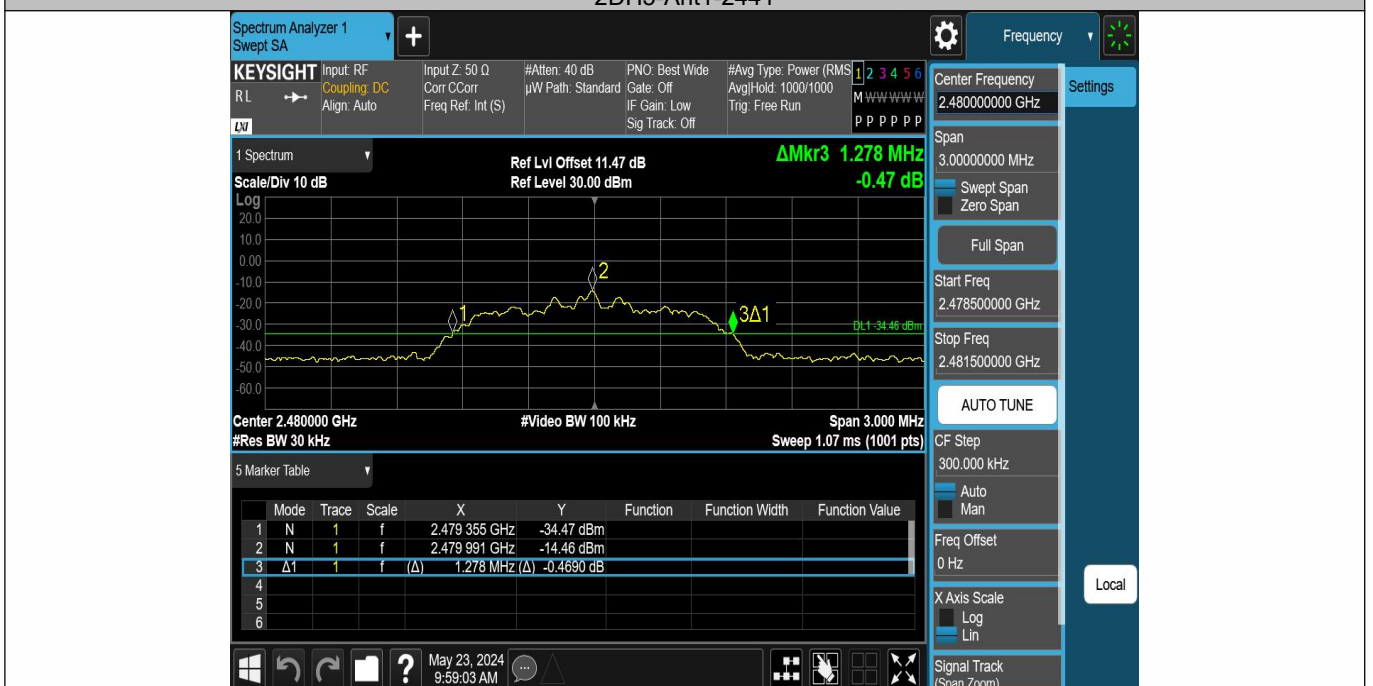 2DH5-Ant1-2441
Spectrum Analyzer 1
Swept SA
+
Frequency
KEYSIGHT
RL
LXI
Input: RF
Coupling: DC
Align: Auto
Input Z: 50 Ω
Corr CCorr
Freq Ref: Int (S)
#Atten: 40 dB
µW Path: Standard
PNO: Best Wide
Gate: Off
IF Gain: Low
Sig Track: Off
#Avg Type: Power (RMS
Avg|Hold: 1000/1000
Trig: Free Run
1 2 3 4 5 6
M W W W W W
P P P P P P
Center Frequency
2.480000000 GHz
Settings
Span
3.00000000 MHz
Swept Span
Zero Span
Full Span
Start Freq
2.478500000 GHz
Stop Freq
2.481500000 GHz
AUTO TUNE
CF Step
300.000 kHz
Auto
Man
Freq Offset
0 Hz
X Axis Scale
Log
Lin
Signal Track
(Span Zoom)
Local
1 Spectrum
Scale/Div 10 dB
Ref Lvl Offset 11.47 dB
Ref Level 30.00 dBm
ΔMkr3 1.278 MHz
-0.47 dB
Log
20.0
10.0
0.00
-10.0
-20.0
-30.0
-40.0
-50.0
-60.0
1
2
3Δ1
DL1 -34.46 dBm
Center 2.480000 GHz
#Res BW 30 kHz
#Video BW 100 kHz
Span 3.000 MHz
Sweep 1.07 ms (1001 pts)
5 Marker Table
Mode Trace Scale X Y Function Function Width Function Value
1 N 1 f 2.479 355 GHz -34.47 dBm
2 N 1 f 2.479 991 GHz -14.46 dBm
3 Δ1 1 f (Δ) 1.278 MHz (Δ) -0.4690 dB
4
5
6
?
May 23, 2024
9:59:03 AM